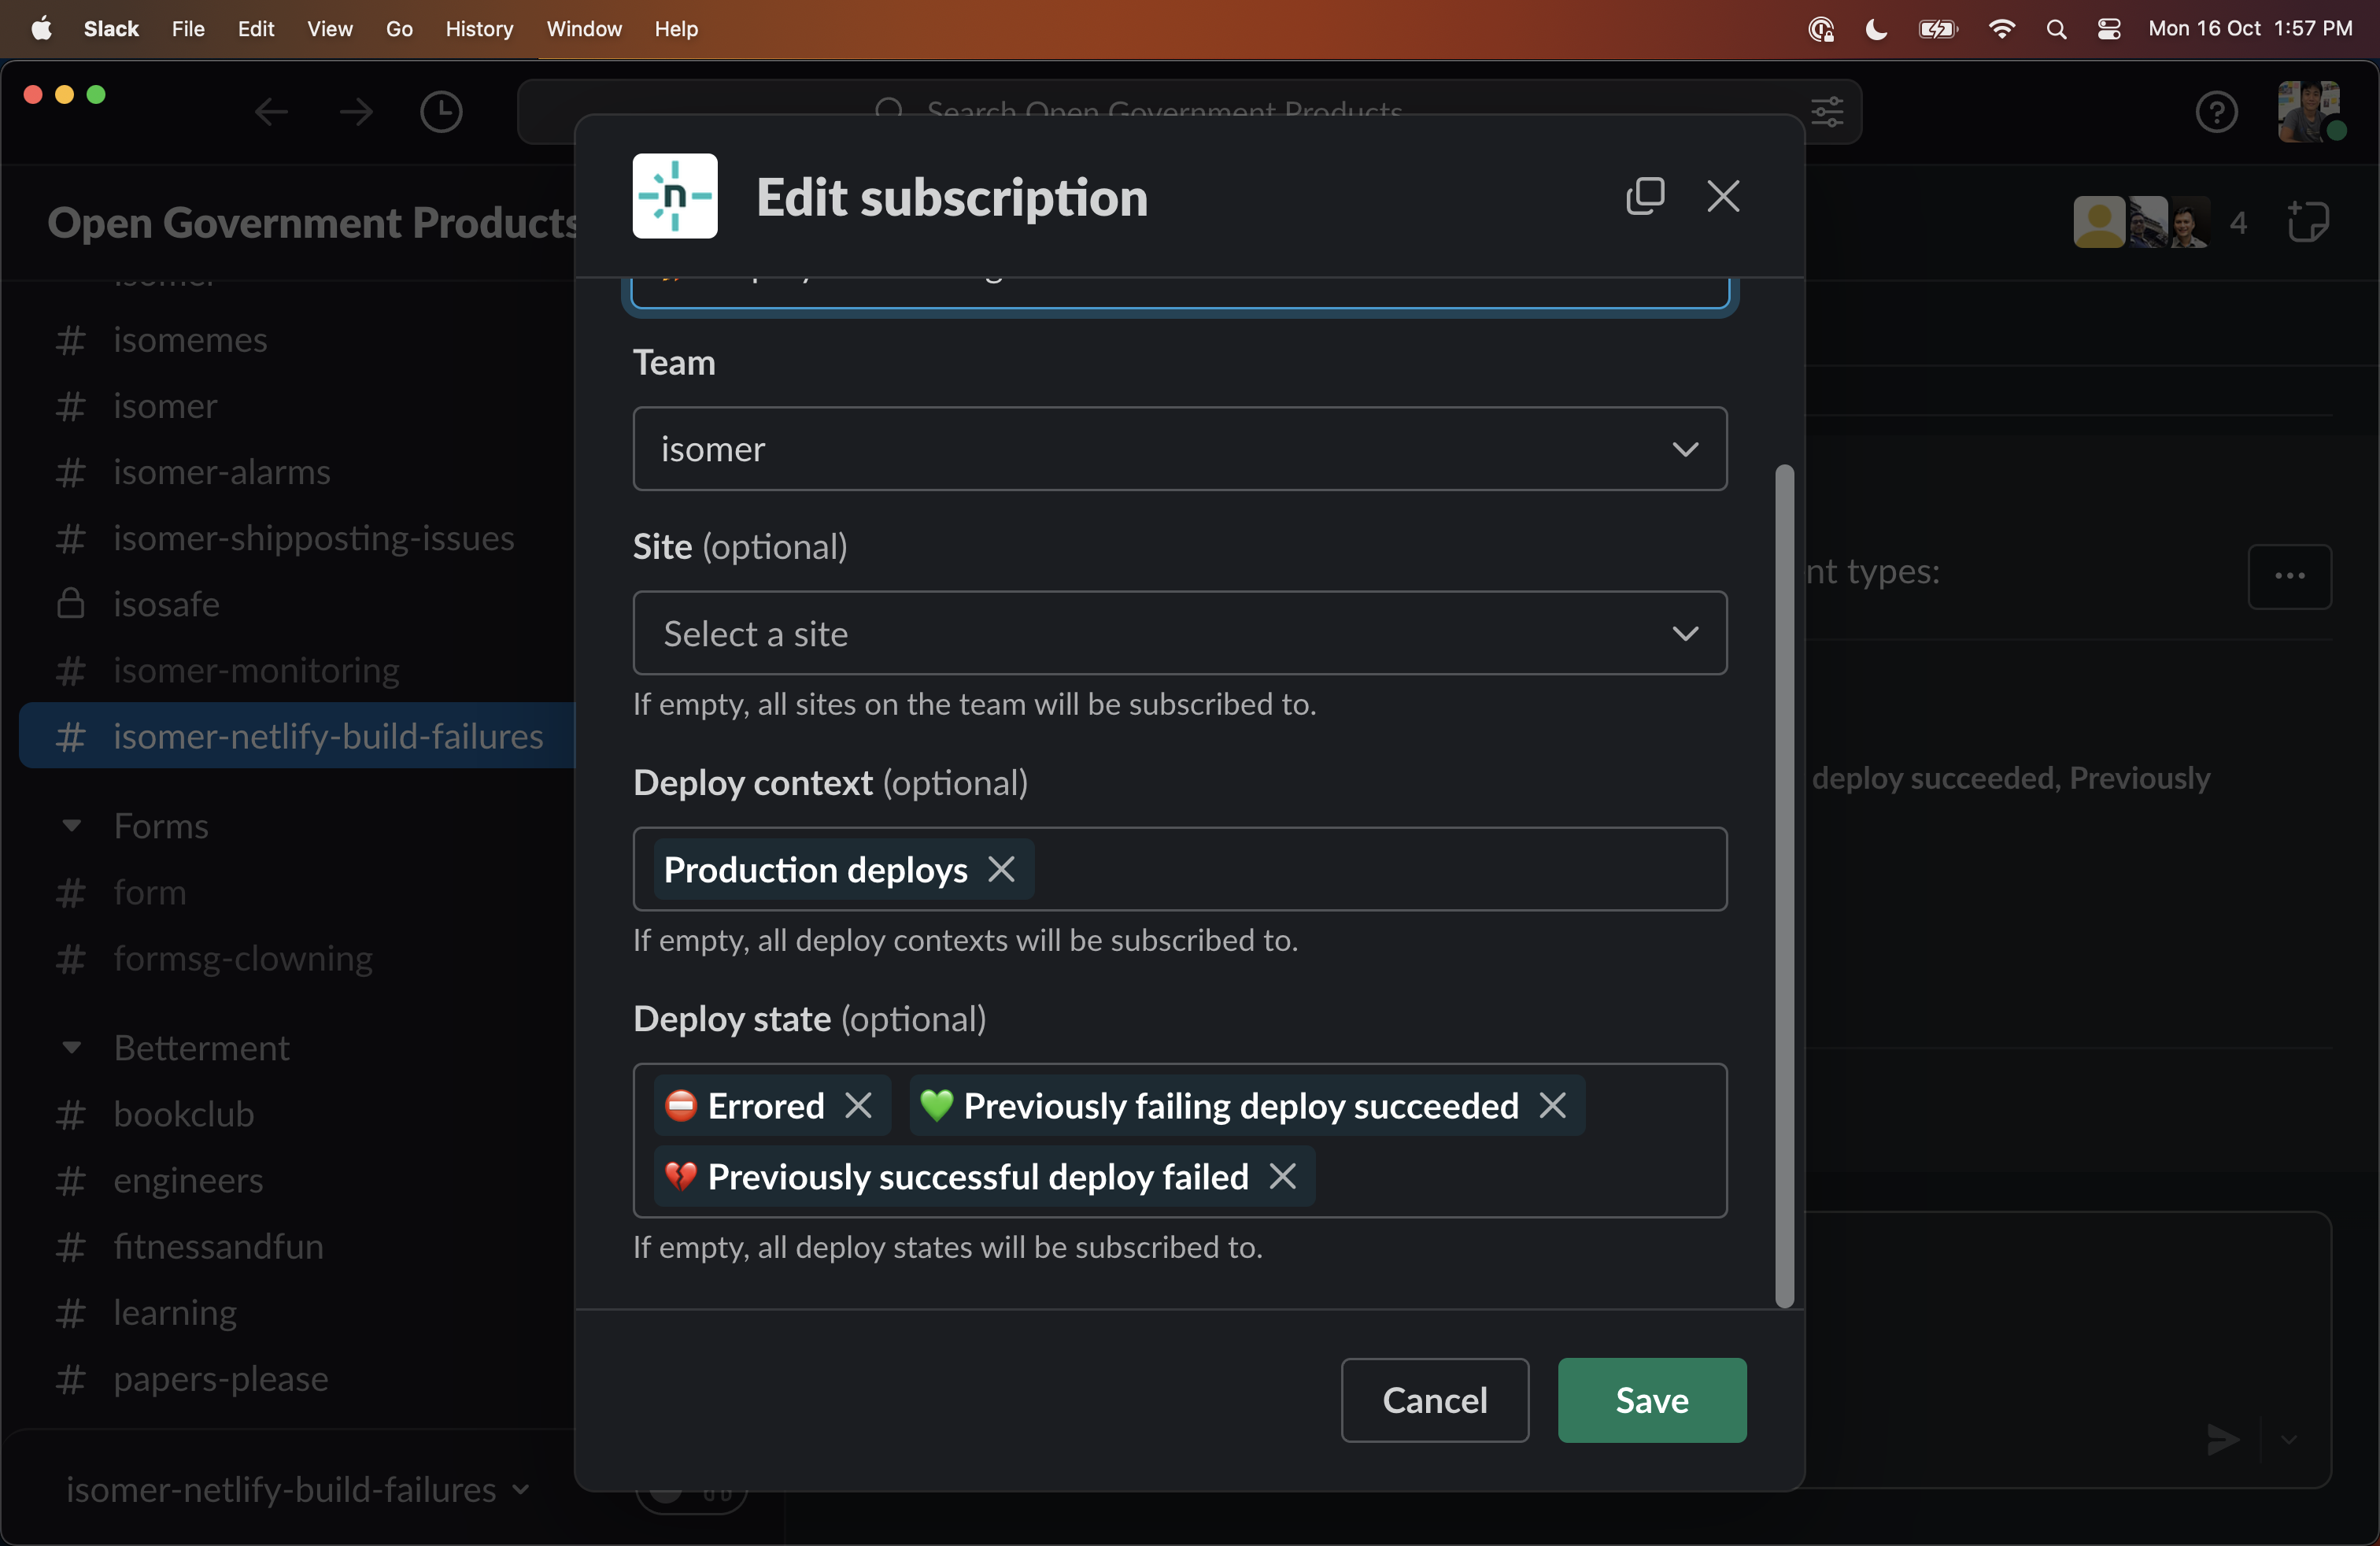 Slack File Edit View Go History Window Help
Mon 16 Oct 1:57 PM
Search Open Government Products
n
Edit subscription
Open Government Products
4
isomer
# isomemes
# isomer
# isomer-alarms
# isomer-shipposting-issues
isosafe
# isomer-monitoring
# isomer-netlify-build-failures
Forms
# form
# formsg-clowning
Betterment
# bookclub
# engineers
# fitnessandfun
# learning
# papers-please
isomer-netlify-build-failures
Team
isomer
Site (optional)
Select a site
If empty, all sites on the team will be subscribed to.
Deploy context (optional)
Production deploys
If empty, all deploy contexts will be subscribed to.
Deploy state (optional)
⛔ Errored 💚 Previously failing deploy succeeded
💔 Previously successful deploy failed
If empty, all deploy states will be subscribed to.
Cancel Save
nt types:
deploy succeeded, Previously